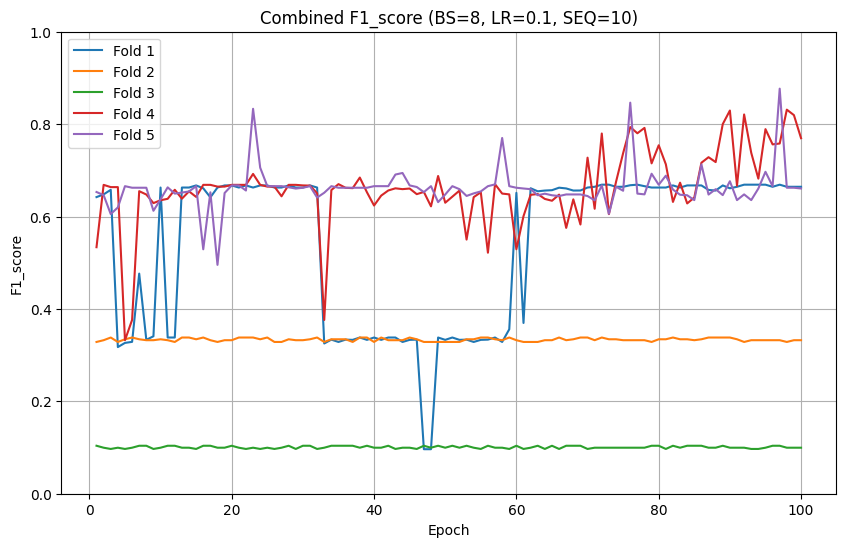 Combined F1_score (BS=8, LR=0.1, SEQ=10)
Fold 1
Fold 2
Fold 3
Fold 4
Fold 5
1.0
0.8
0.6
0.4
0.2
0.0
F1_score
0 20 40 60 80 100
Epoch